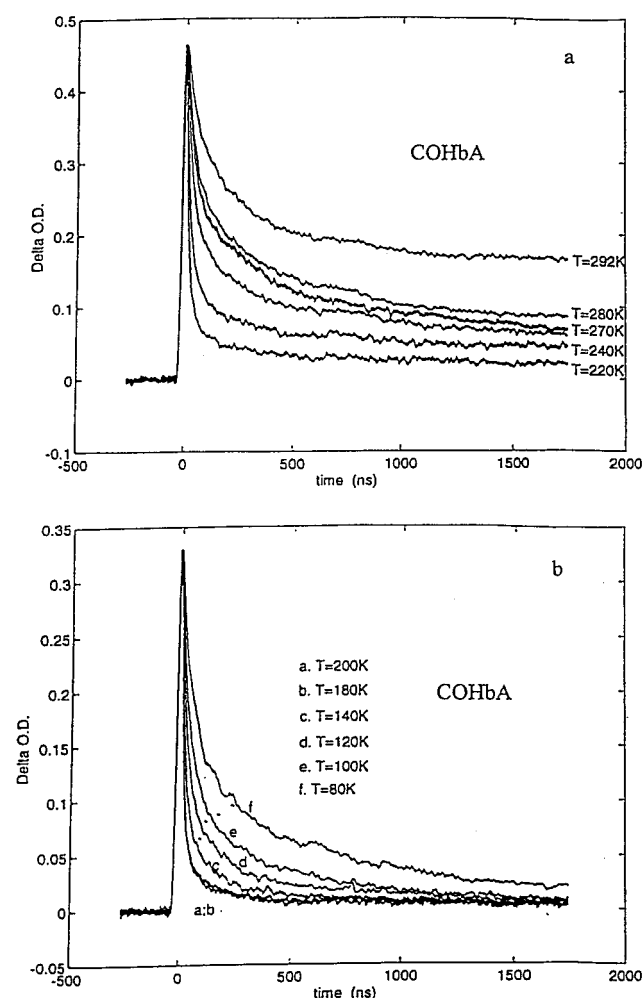 0.5
a
0.4
COHbA
0.3
Delta O.D.
0.2
T=292K
0.1
T=280K
T=270K
T=240K
0
T=220K
-0.1
-500
0
500
1000
1500
2000
time (ns)
0.35
b
0.3
a. T=200K
COHbA
0.25
b. T=180K
c. T=140K
0.2
d. T=120K
e. T=100K
Delta O.D.
0.15
f. T=80K
0.1
f
e
0.05
c
d
0
a;b
-0.05
-500
0
500
1000
1500
2000
time (ns)